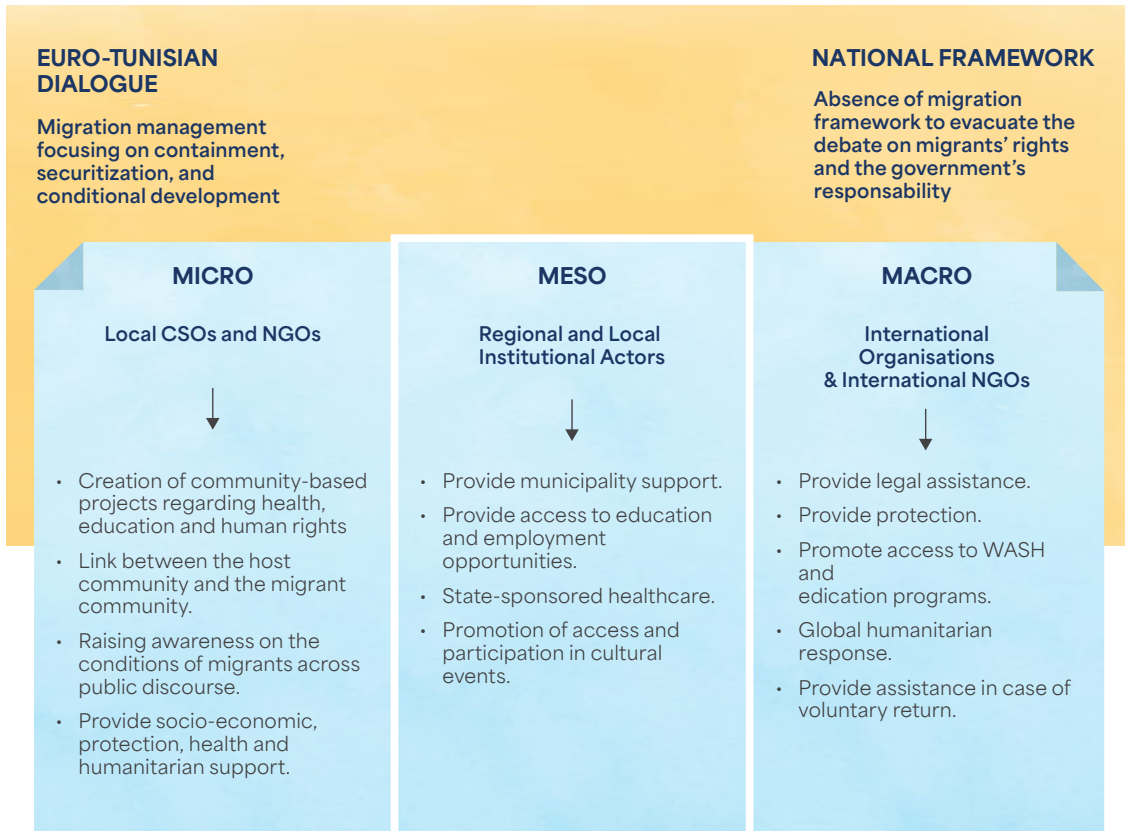 EURO-TUNISIAN
DIALOGUE
Migration management
focusing on containment,
securitization, and
conditional development
NATIONAL FRAMEWORK
Absence of migration
framework to evacuate the
debate on migrants' rights
and the government's
responsability
MICRO
Local CSOs and NGOs
• Creation of community-based
projects regarding health,
education and human rights
• Link between the host
community and the migrant
community.
• Raising awareness on the
conditions of migrants across
public discourse.
• Provide socio-economic,
protection, health and
humanitarian support.
MESO
Regional and Local
Institutional Actors
• Provide municipality support.
• Provide access to education
and employment
opportunities.
• State-sponsored healthcare.
• Promotion of access and
participation in cultural
events.
MACRO
International
Organisations
& International NGOs
• Provide legal assistance.
• Provide protection.
• Promote access to WASH
and
edication programs.
• Global humanitarian
response.
• Provide assistance in case of
voluntary return.